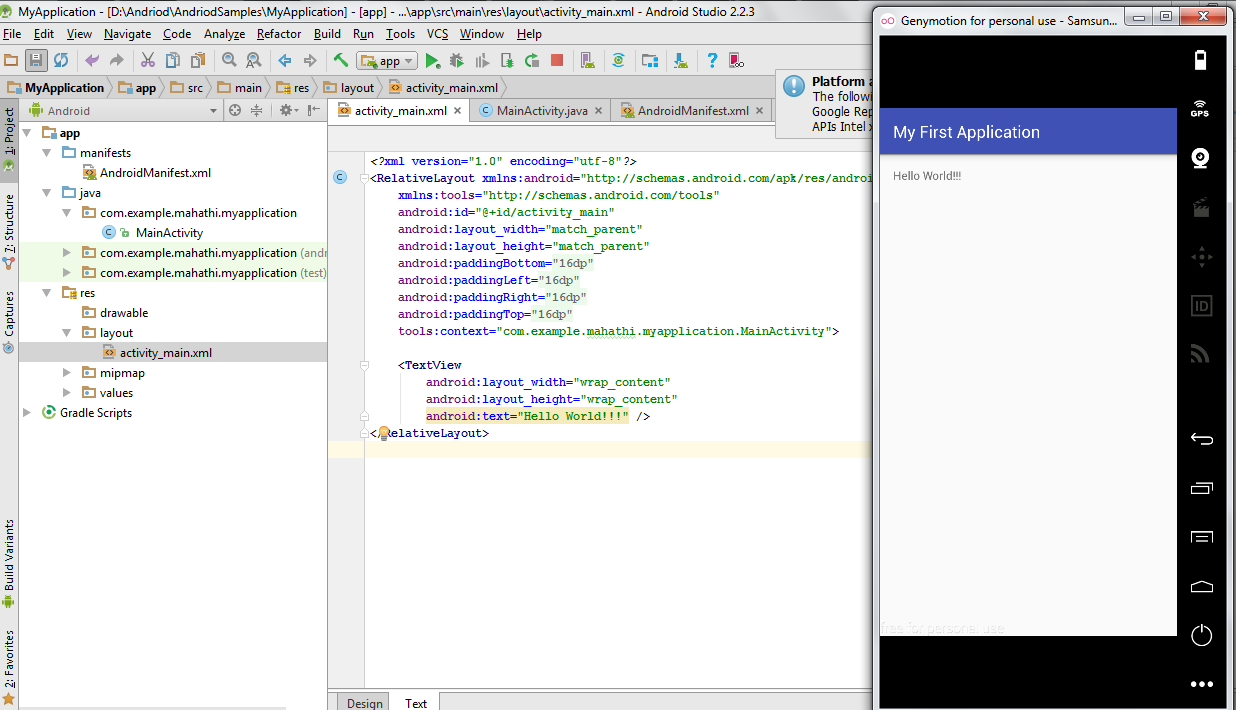 MyApplication - [D:\Andriod\AndriodSamples\MyApplication] - [app] - ...\app\src\main\res\layout\activity_main.xml - Android Studio 2.2.3
File Edit View Navigate Code Analyze Refactor Build Run Tools VCS Window Help
app
MyApplication app src main res layout activity_main.xml
Android
activity_main.xml MainActivity.java AndroidManifest.xml
Platform a
The followi
Google Rep
APIs Intel x
1: Project
7: Structure
Captures
Build Variants
2: Favorites
app
manifests
AndroidManifest.xml
java
com.example.mahathi.myapplication
MainActivity
com.example.mahathi.myapplication (andr
com.example.mahathi.myapplication (test)
res
drawable
layout
activity_main.xml
mipmap
values
Gradle Scripts
<?xml version="1.0" encoding="utf-8"?>
<RelativeLayout xmlns:android="http://schemas.android.com/apk/res/androi
xmlns:tools="http://schemas.android.com/tools"
android:id="@+id/activity_main"
android:layout_width="match_parent"
android:layout_height="match_parent"
android:paddingBottom="16dp"
android:paddingLeft="16dp"
android:paddingRight="16dp"
android:paddingTop="16dp"
tools:context="com.example.mahathi.myapplication.MainActivity">
<TextView
android:layout_width="wrap_content"
android:layout_height="wrap_content"
android:text="Hello World!!!" />
</RelativeLayout>
Design Text
Genymotion for personal use - Samsun...
My First Application
Hello World!!!
free for personal use
GPS
ID